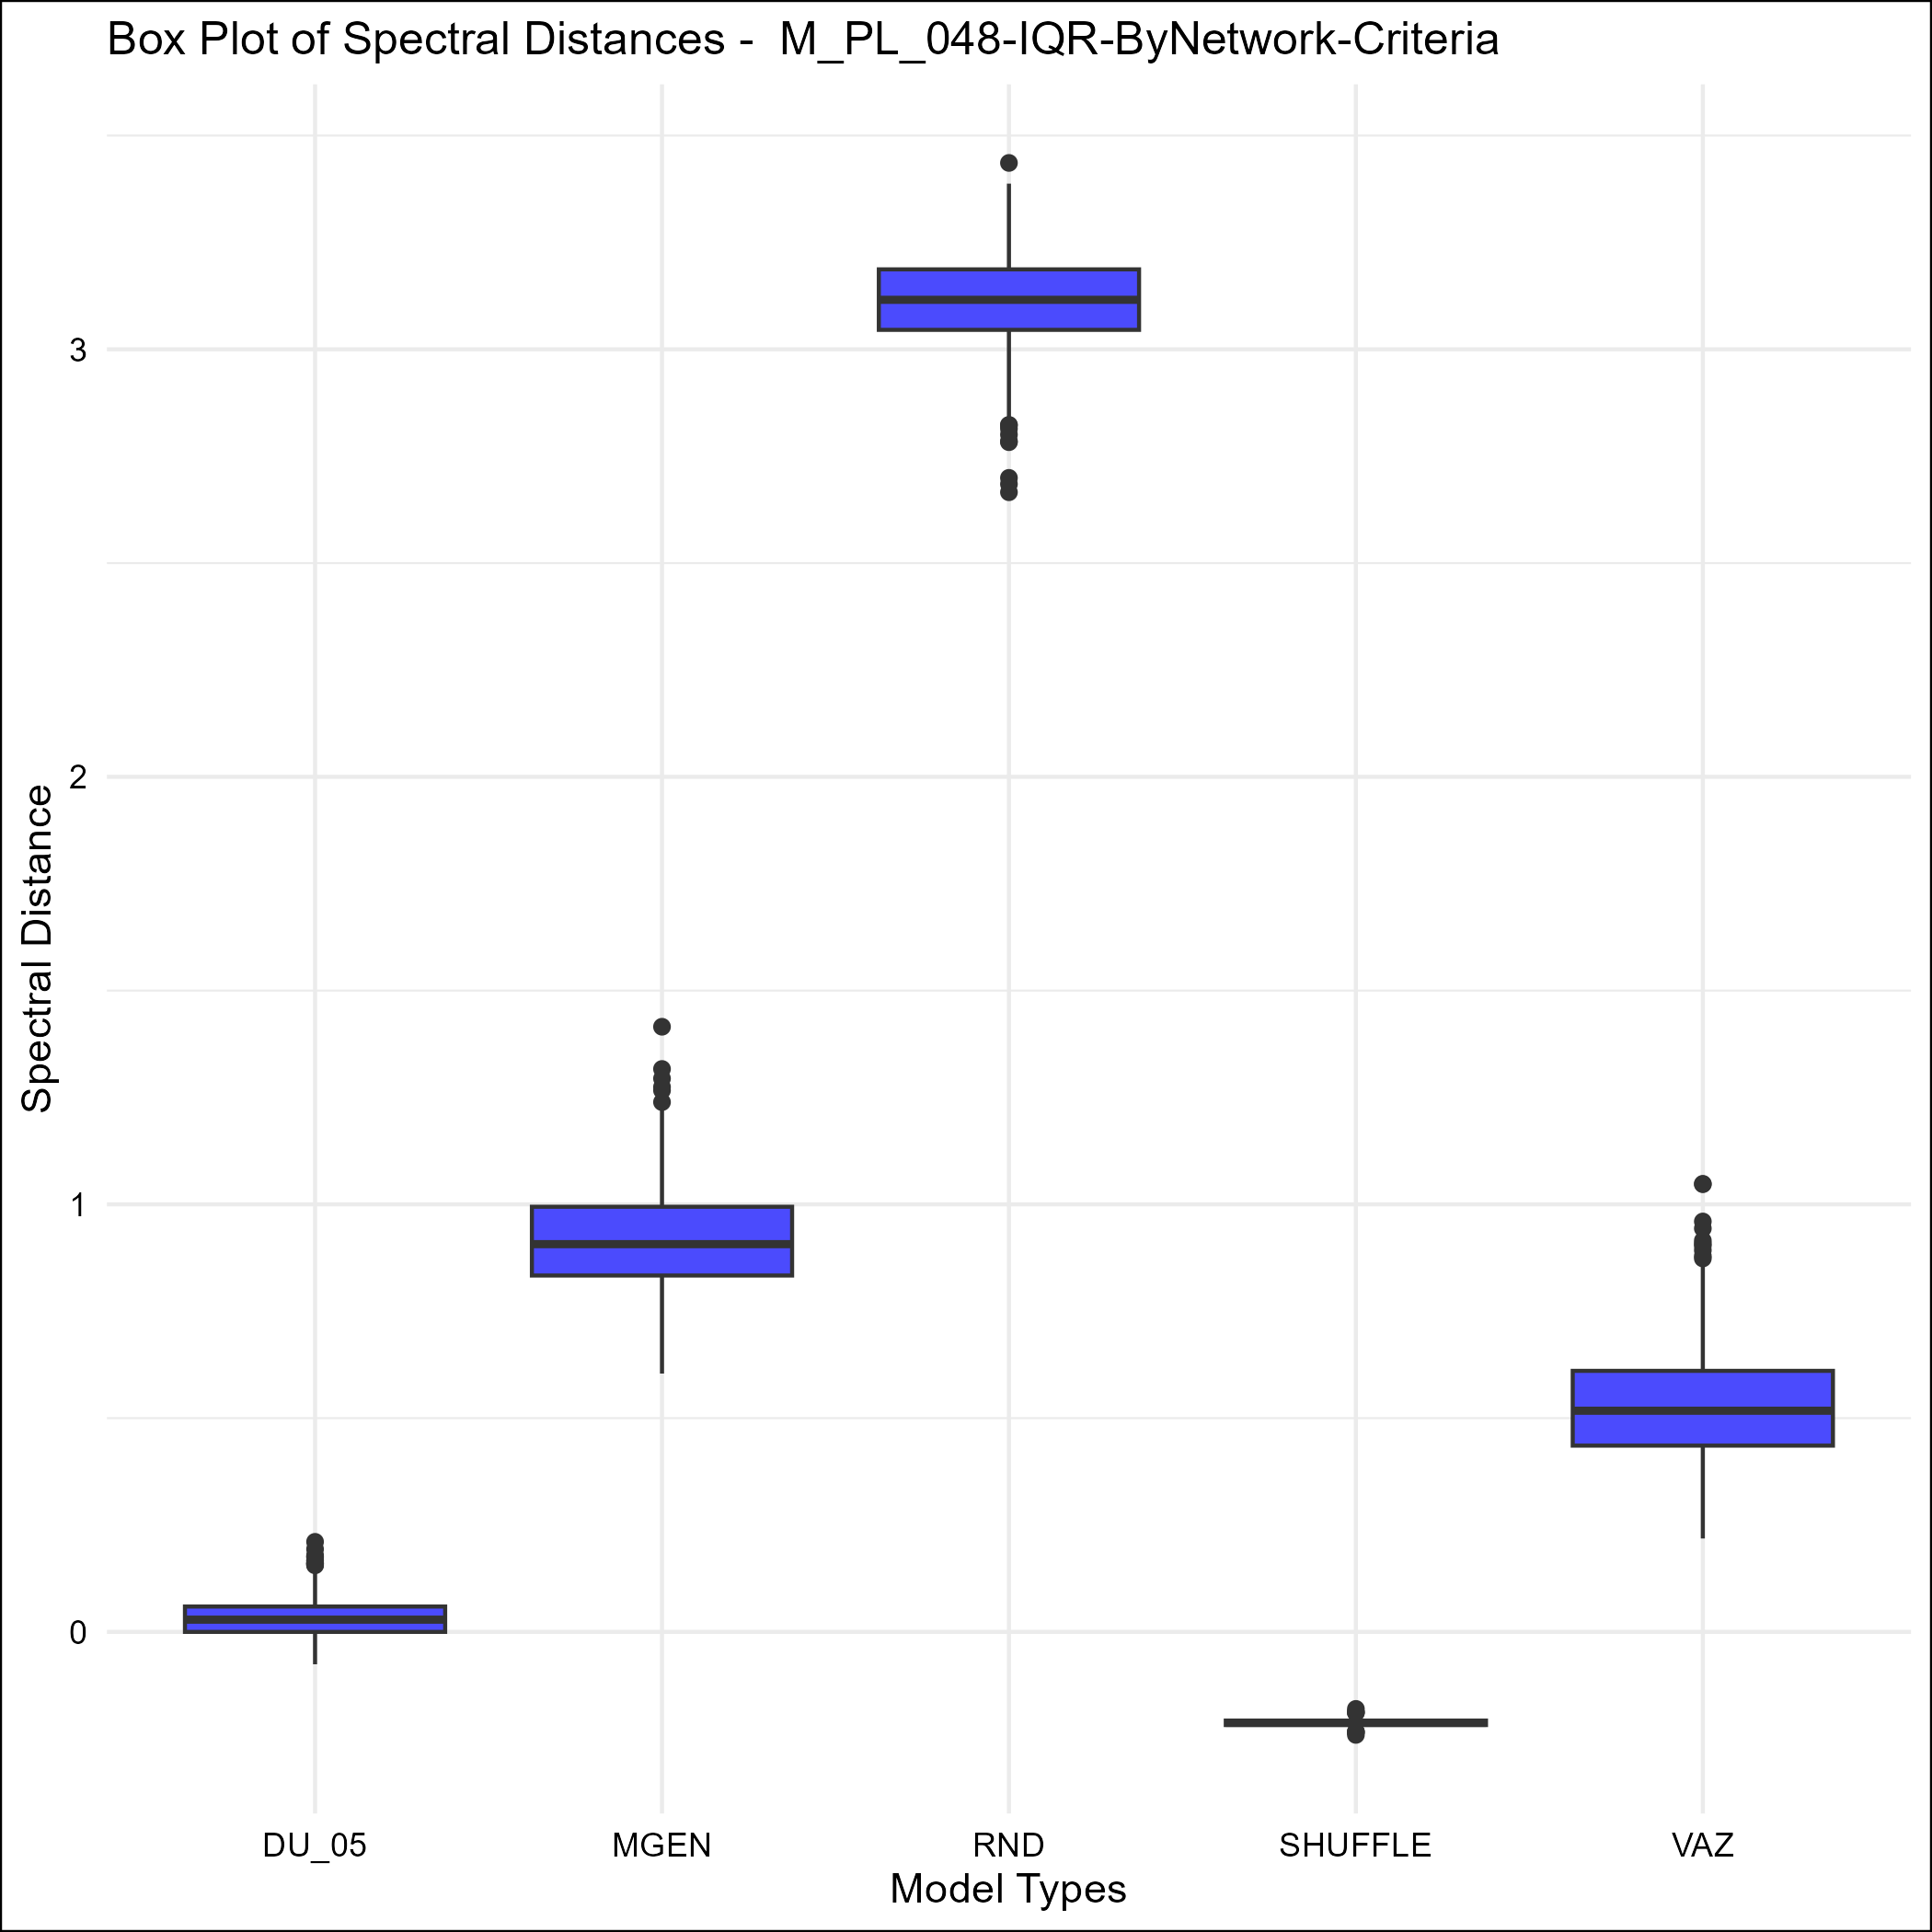 Box Plot of Spectral Distances -  M_PL_048-IQR-ByNetwork-Criteria
Spectral Distance
3
2
1
0
DU_05
MGEN
RND
SHUFFLE
VAZ
Model Types